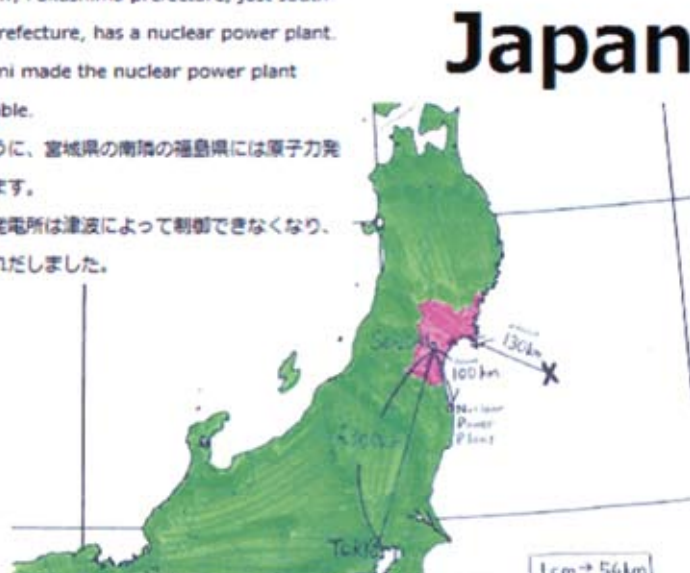 refecture, has a nuclear power plant.
ni made the nuclear power plant
ble.
うに、宮城県の南隣の福島県には原子力発
ます。
発電所は津波によって制御できなくなり、
れだしました。
Japan
130km
100km
Nuclear
Power
Plant
Tokyo
1cm→54km